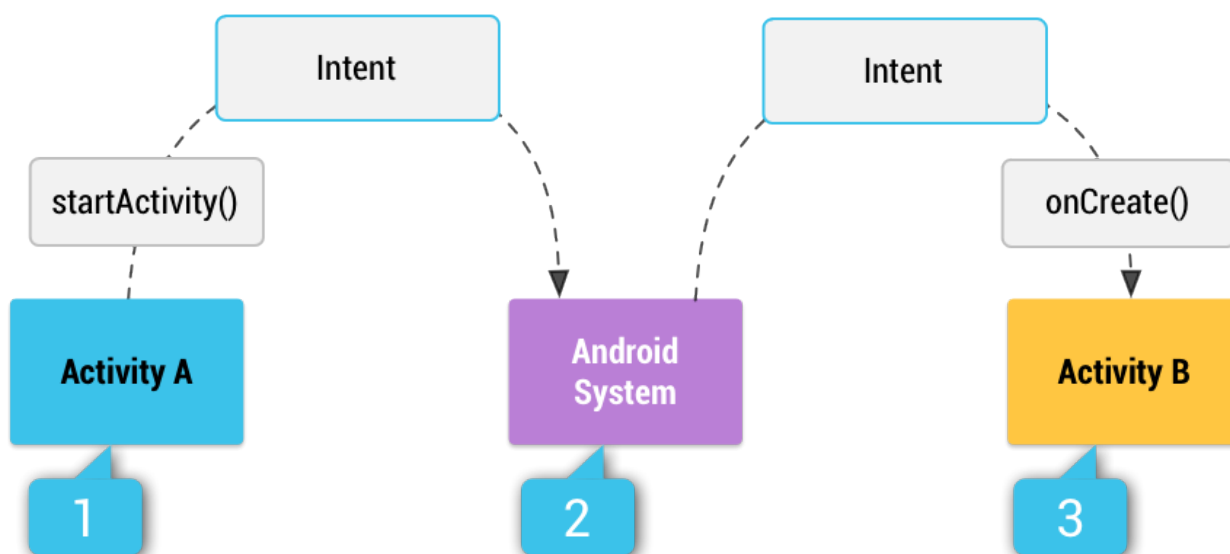 Intent
Intent
startActivity()
onCreate()
Activity A
Android
System
Activity B
1
2
3